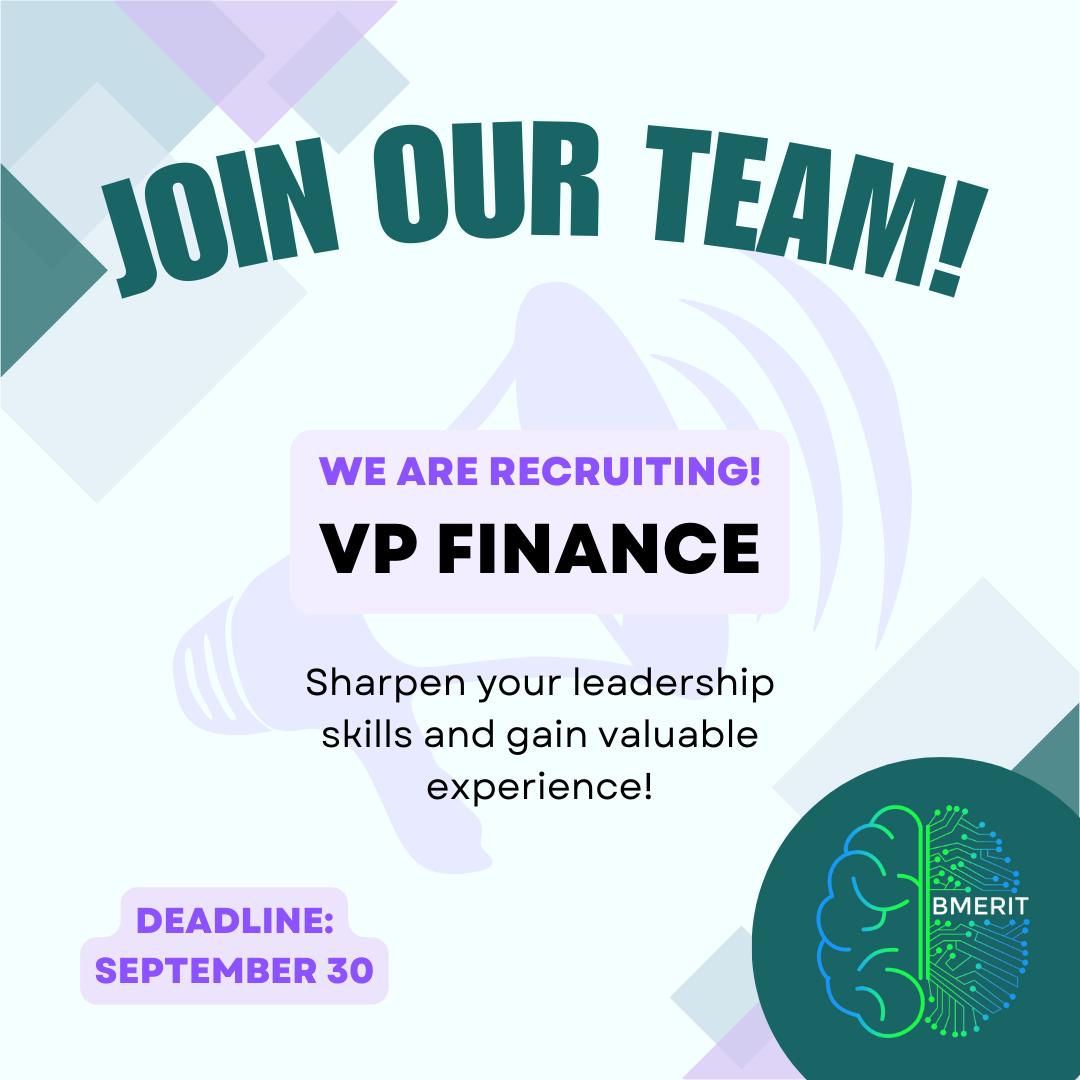 JOIN OUR TEAM!
WE ARE RECRUITING!
VP FINANCE
Sharpen your leadership
skills and gain valuable
experience!
DEADLINE:
SEPTEMBER 30
BMERIT